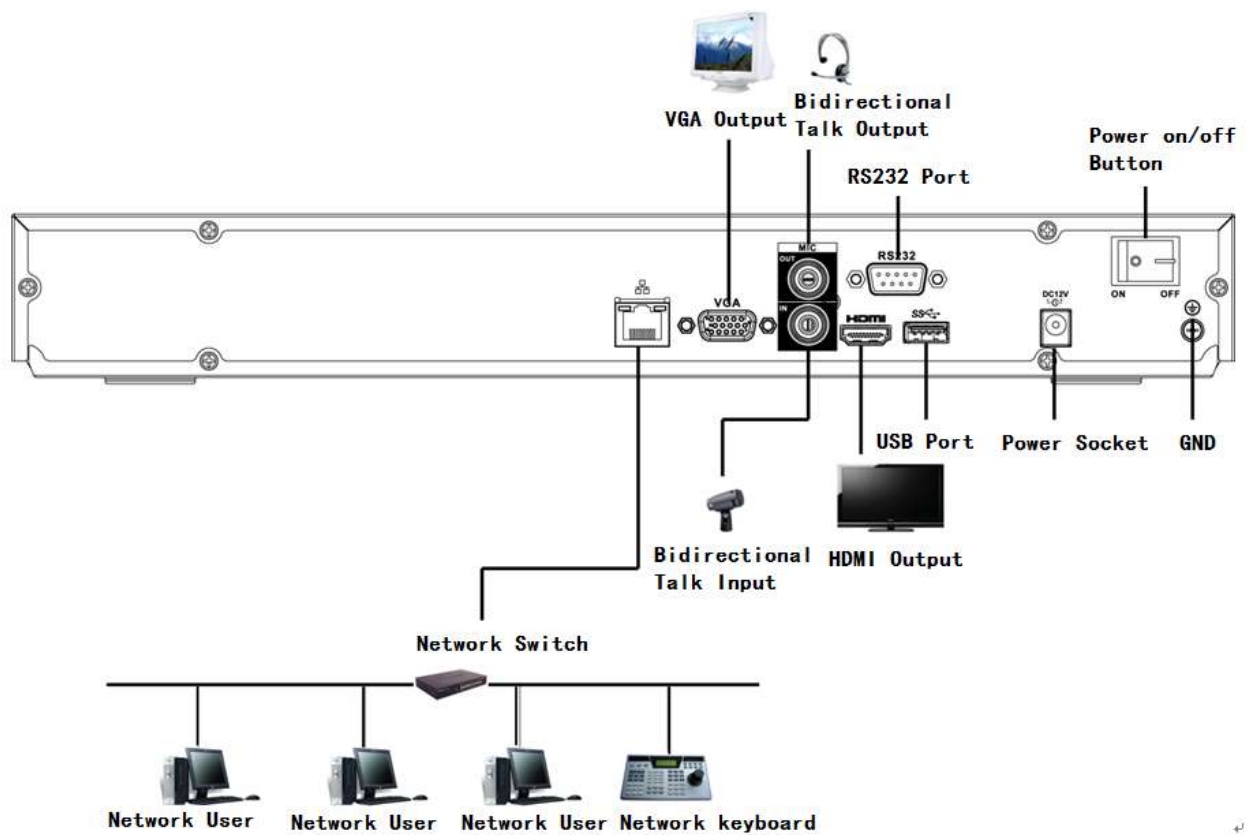 VGA Output
Bidirectional
Talk Output
RS232 Port
Power on/off
Button
MIC
OUT
RS232
VGA
IN
HDMI
SS
DC12V
ON OFF
USB Port
Power Socket
GND
Bidirectional
Talk Input
HDMI Output
Network Switch
Network User
Network User
Network User
Network keyboard